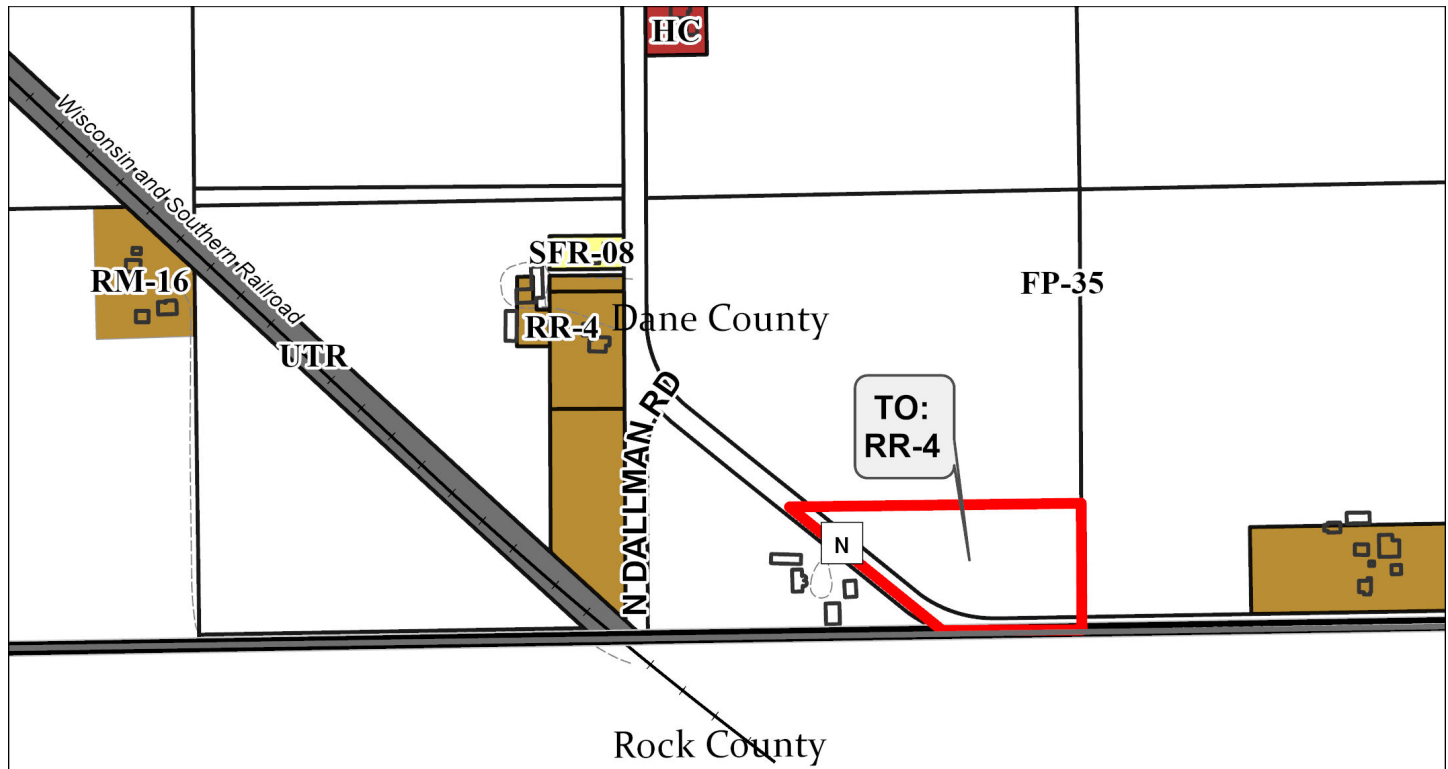 HC
Wisconsin and Southern Railroad
SFR-08
RM-16
FP-35
RR-4
Dane County
UTR
N DALLMAN RD
TO:
RR-4
N
Rock County